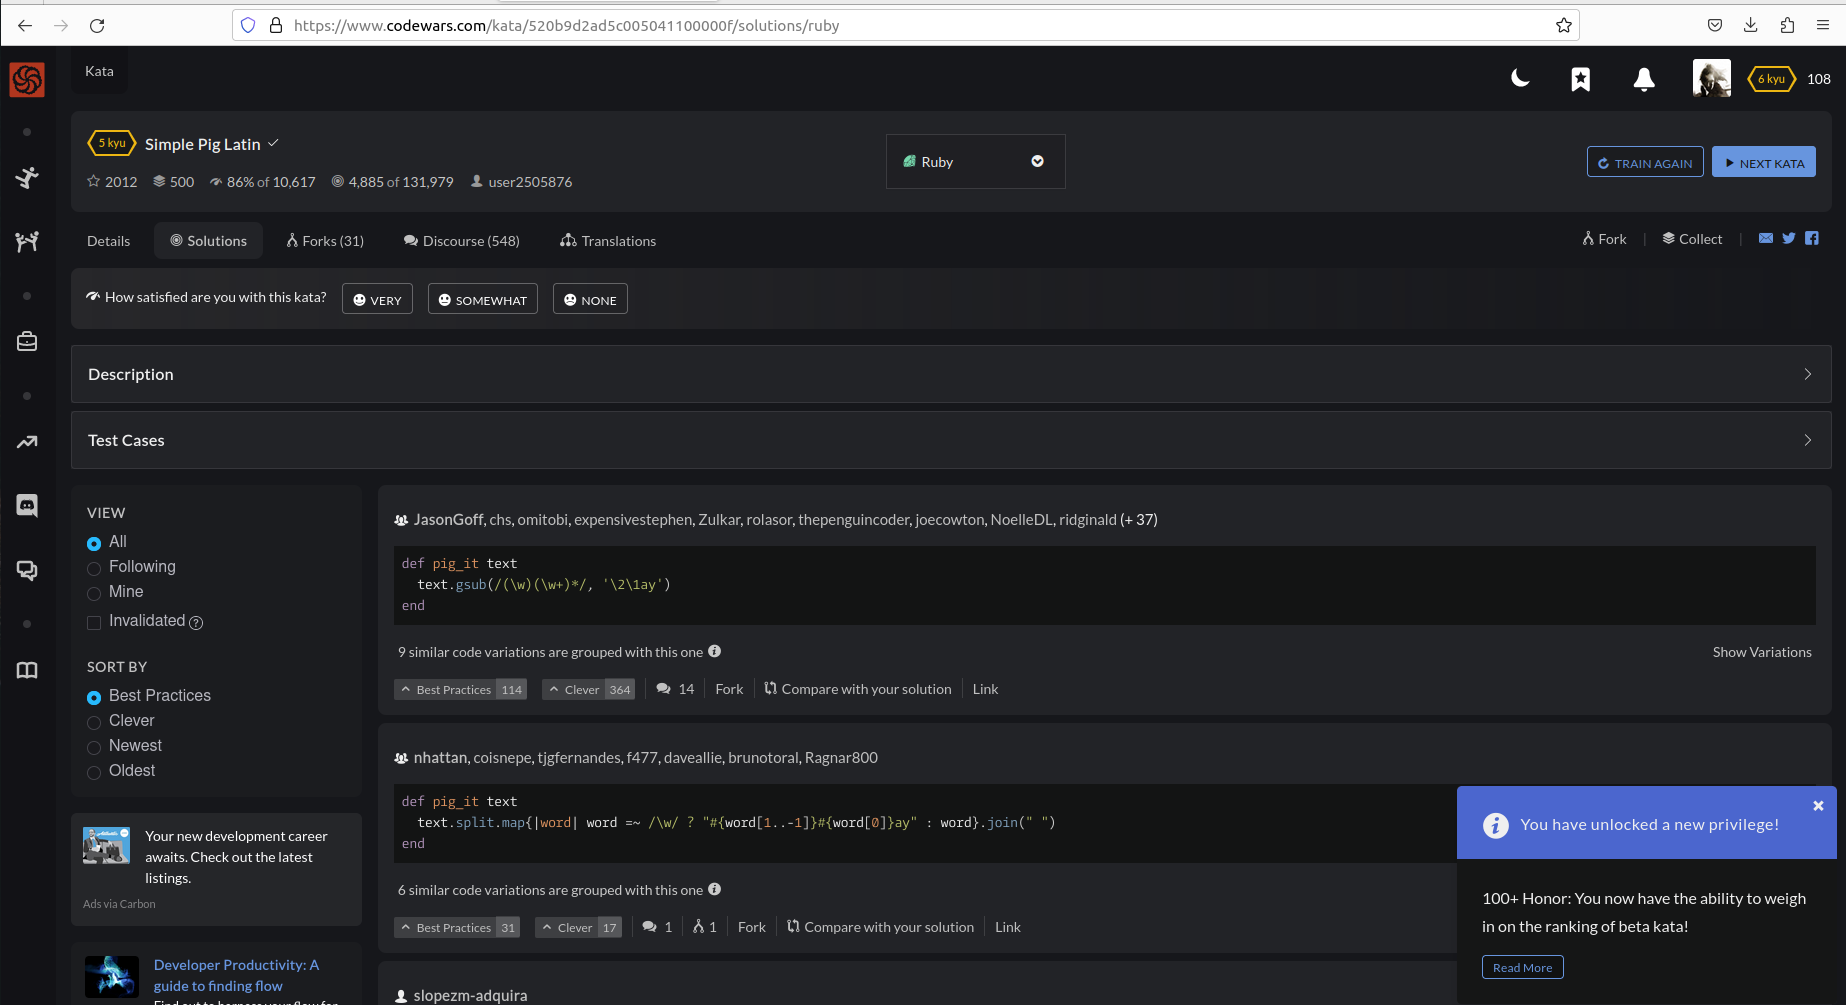 https://www.codewars.com/kata/520b9d2ad5c005041100000f/solutions/ruby
Kata
6 kyu 108
5 kyu Simple Pig Latin
2012 500 86% of 10,617 4,885 of 131,979 user2505876
Ruby
TRAIN AGAIN NEXT KATA
Details Solutions Forks (31) Discourse (548) Translations
Fork | Collect |
How satisfied are you with this kata? VERY SOMEWHAT NONE
Description
Test Cases
VIEW
All
Following
Mine
Invalidated ?
SORT BY
Best Practices
Clever
Newest
Oldest
Your new development career
awaits. Check out the latest
listings.
Ads via Carbon
Developer Productivity: A
guide to finding flow
JasonGoff, chs, omitobi, expensivestephen, Zulkar, rolasor, thepenguincoder, joecowton, NoelleDL, ridginald (+ 37)
def pig_it text
text.gsub(/(\w)(\w+)*/, '\2\1ay')
end
9 similar code variations are grouped with this one
Show Variations
Best Practices 114 Clever 364 14 Fork Compare with your solution Link
nhattan, coisnepe, tjgfernandes, f477, daveallie, brunotoral, Ragnar800
def pig_it text
text.split.map{|word| word =~ /\w/ ? "#{word[1..-1]}#{word[0]}ay" : word}.join(" ")
end
6 similar code variations are grouped with this one
Best Practices 31 Clever 17 1 1 Fork Compare with your solution Link
slopezm-adquira
You have unlocked a new privilege!
100+ Honor: You now have the ability to weigh
in on the ranking of beta kata!
Read More